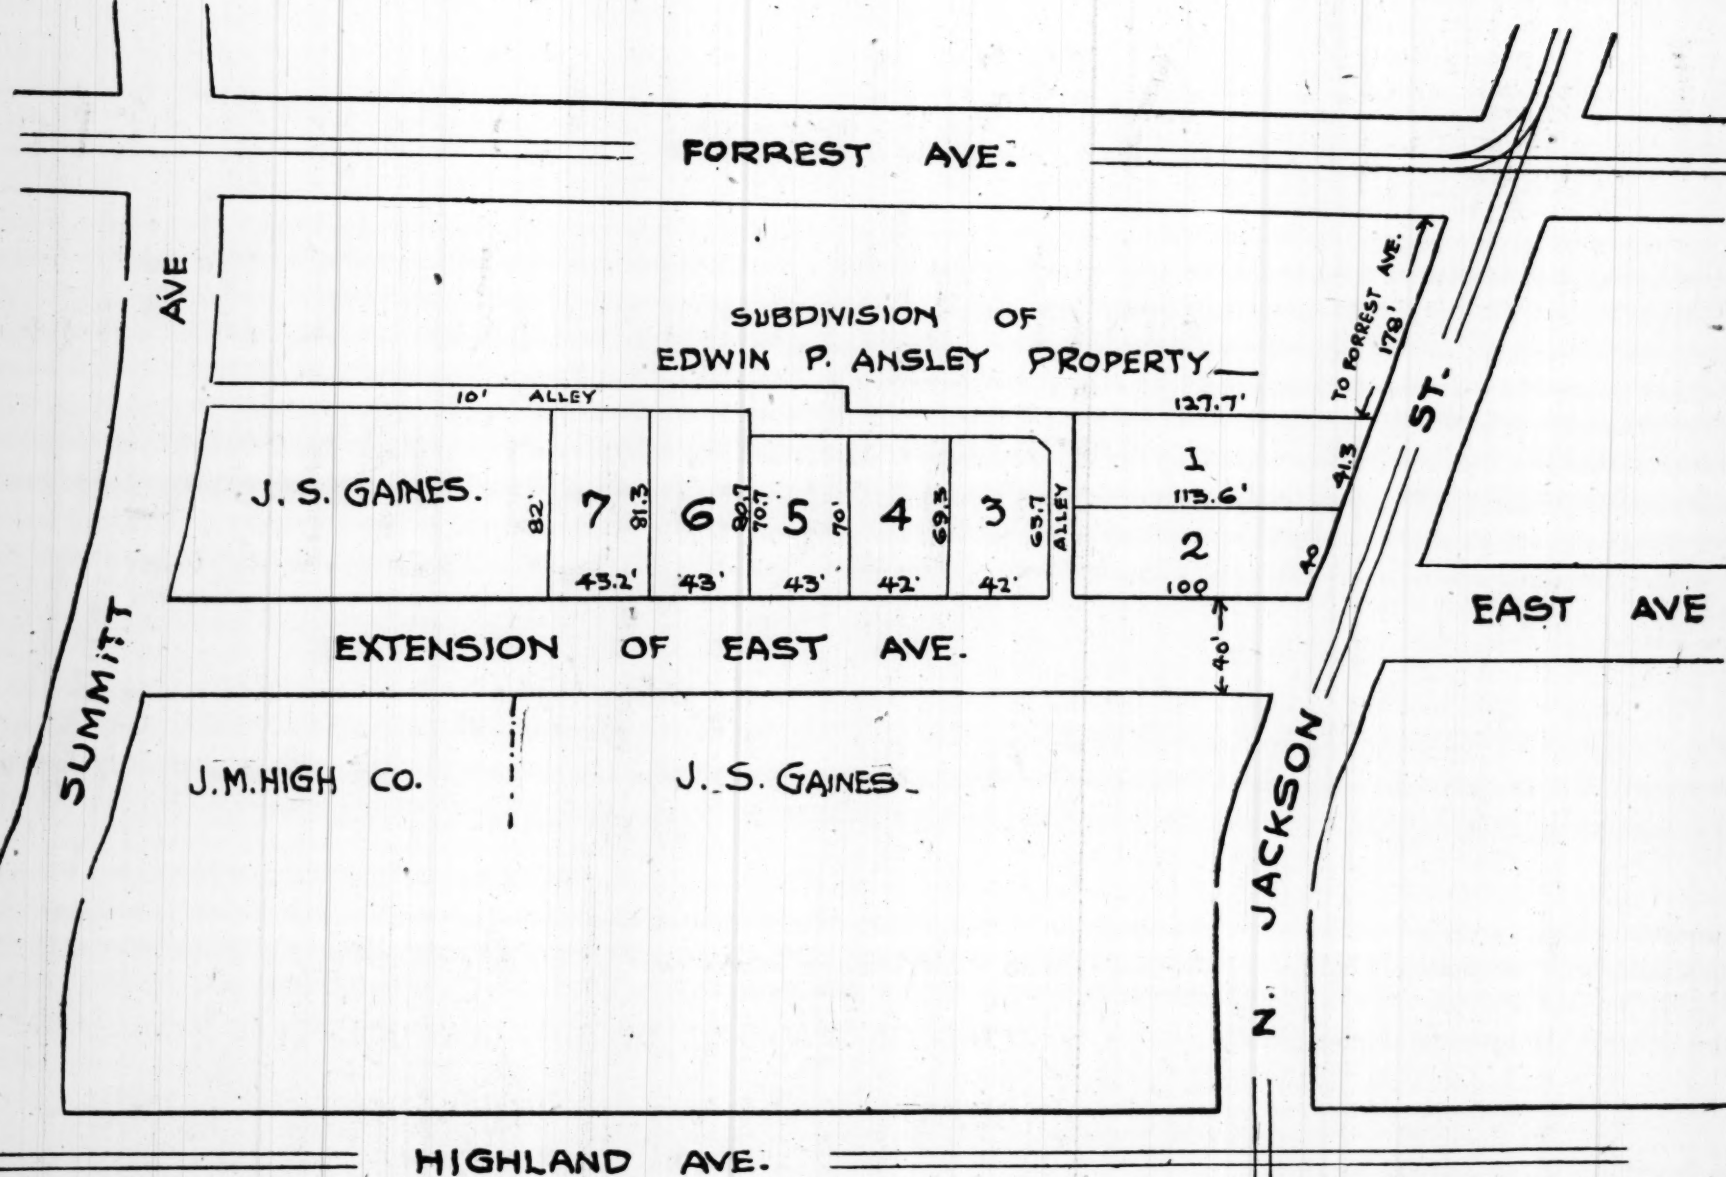 FORREST AVE.
AVE
SUBDIVISION OF
EDWIN P. ANSLEY PROPERTY
TO FORREST AVE.
178'
ST.
10' ALLEY
127.7'
J. S. GAINES.
82'
7
81.3
43.2'
6
80.7
43'
70.7
5
70'
43'
4
69.3
42'
3
63.7
42'
ALLEY
1
41.3
113.6'
2
40
100
EXTENSION OF EAST AVE.
40'
EAST AVE
SUMMITT
J.M.HIGH CO.
J. S. GAINES
N. JACKSON
HIGHLAND AVE.